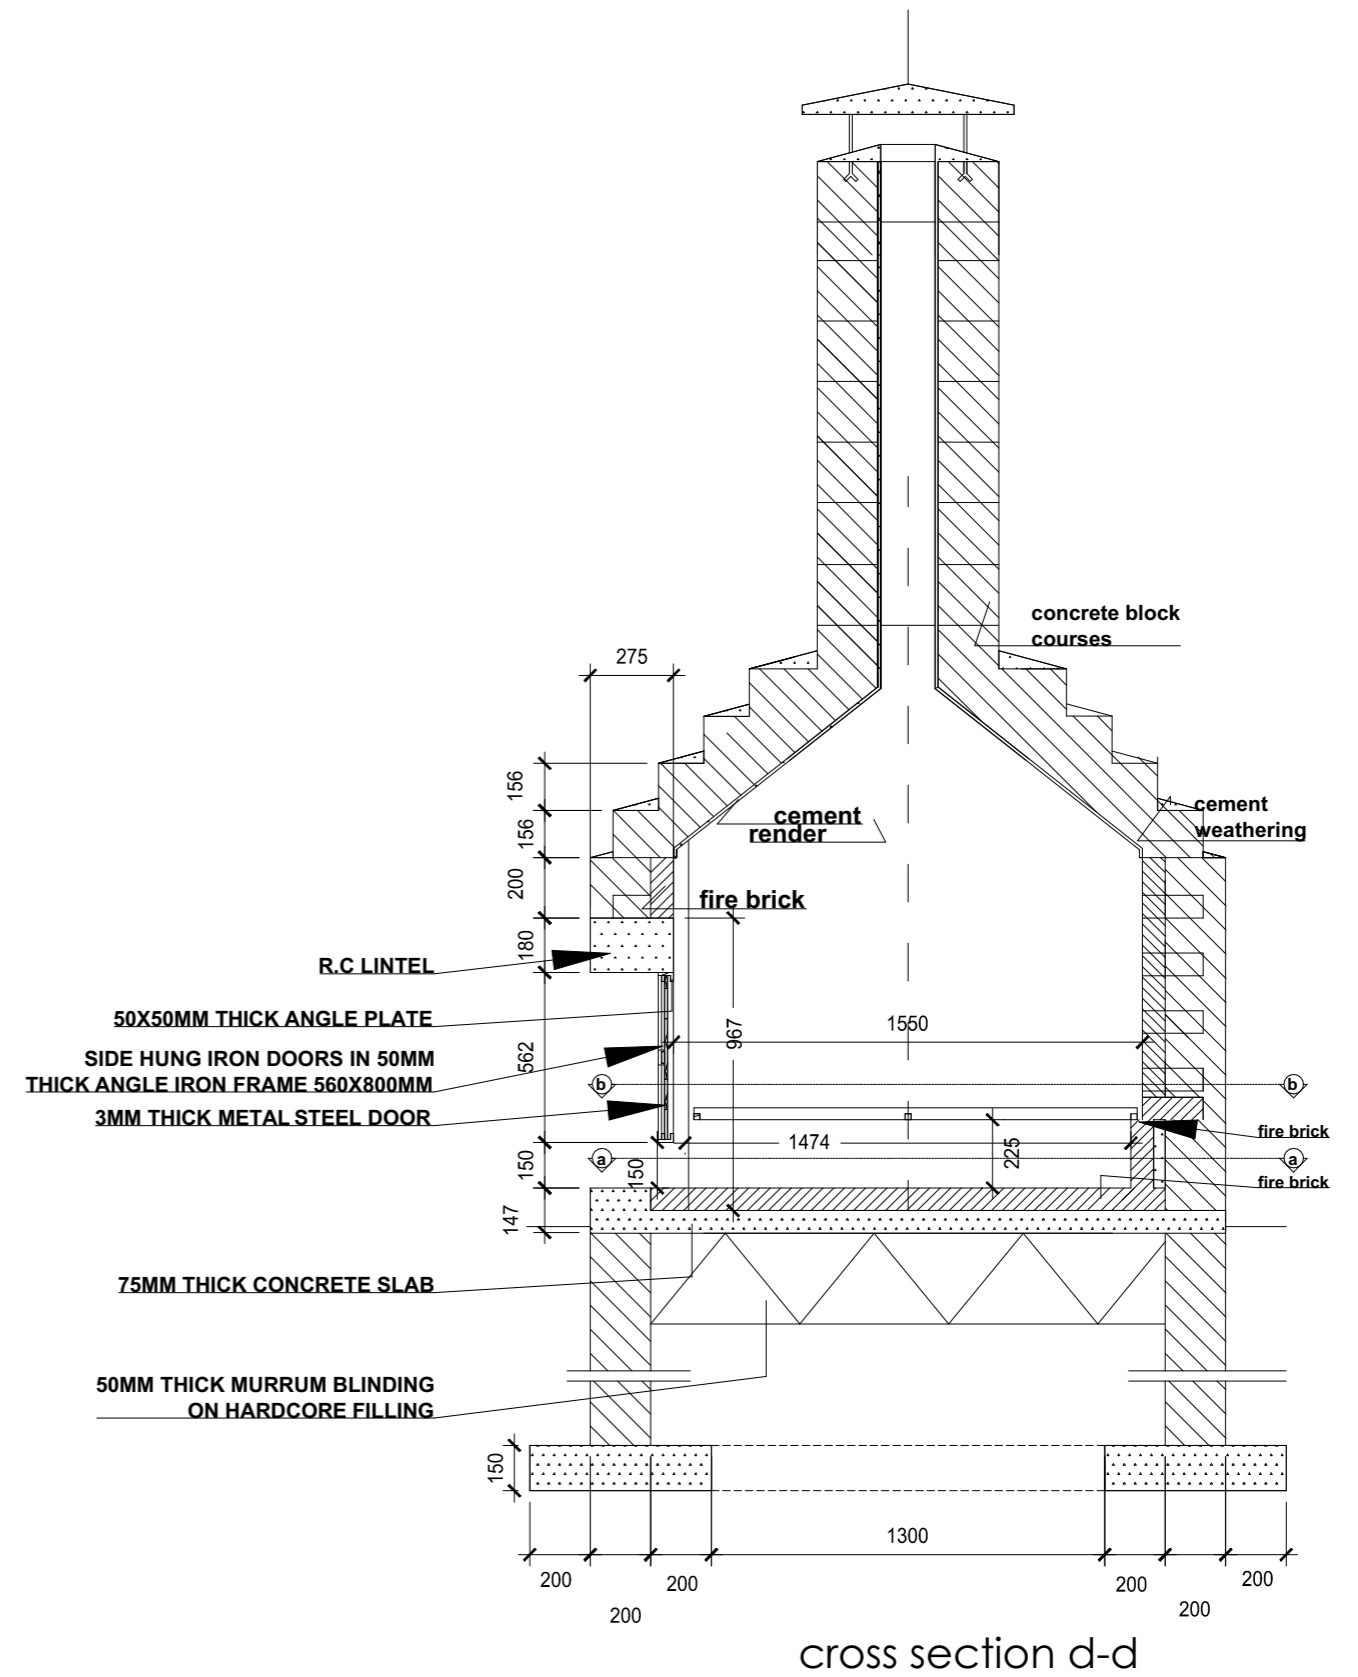 concrete block
courses
275
156
cement
render
cement
weathering
156
200
fire brick
180
R.C LINTEL
50X50MM THICK ANGLE PLATE
1550
967
562
SIDE HUNG IRON DOORS IN 50MM
THICK ANGLE IRON FRAME 560X800MM
b
b
3MM THICK METAL STEEL DOOR
fire brick
1474
225
a
a
150
150
fire brick
147
75MM THICK CONCRETE SLAB
50MM THICK MURRUM BLINDING
ON HARDCORE FILLING
150
1300
200
200
200
200
200
200
cross section d-d